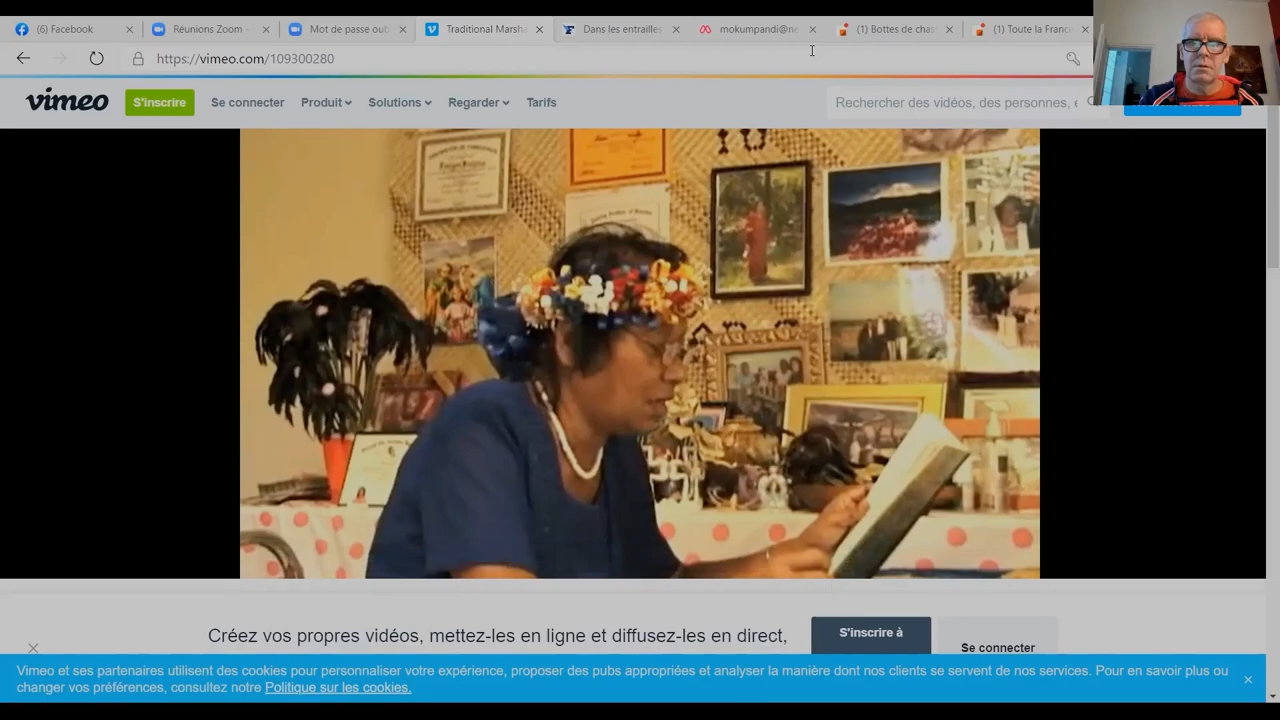 (6) Facebook
Réunions Zoom -
Mot de passe oub
Traditional Marsha
Dans les entrailles
mokumpandi@ne
(1) Bottes de chas
(1) Toute la France
https://vimeo.com/109300280
vimeo
S'inscrire
Se connecter
Produit
Solutions
Regarder
Tarifs
Rechercher des vidéos, des personnes, e
Créez vos propres vidéos, mettez-les en ligne et diffusez-les en direct,
S'inscrire à
Se connecter
Vimeo et ses partenaires utilisent des cookies pour personnaliser votre expérience, proposer des pubs appropriées et analyser la manière dont nos clients se servent de nos services. Pour en savoir plus ou
changer vos préférences, consultez notre Politique sur les cookies.